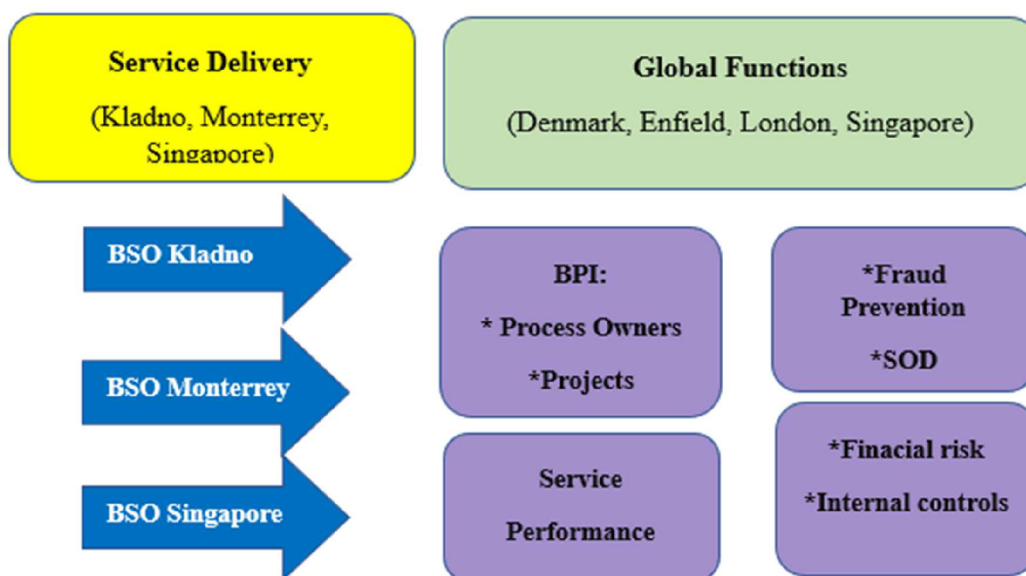 Service Delivery
(Kladno, Monterrey,
Singapore)
Global Functions
(Denmark, Enfield, London, Singapore)
BSO Kladno
BSO Monterrey
BSO Singapore
BPI:
* Process Owners
*Projects
Service
Performance
*Fraud
Prevention
*SOD
*Finacial risk
*Internal controls